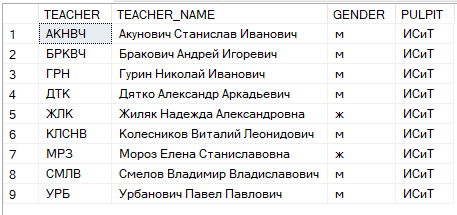 TEACHER TEACHER_NAME GENDER PULPIT
1 АКНВЧ Акунович Станислав Иванович м ИСиТ
2 БРКВЧ Бракович Андрей Игоревич м ИСиТ
3 ГРН Гурин Николай Иванович м ИСиТ
4 ДТК Дятко Александр Аркадьевич м ИСиТ
5 ЖЛК Жиляк Надежда Александровна ж ИСиТ
6 КЛСНВ Колесников Виталий Леонидович м ИСиТ
7 МРЗ Мороз Елена Станиславовна ж ИСиТ
8 СМЛВ Смелов Владимир Владиславович м ИСиТ
9 УРБ Урбанович Павел Павлович м ИСиТ